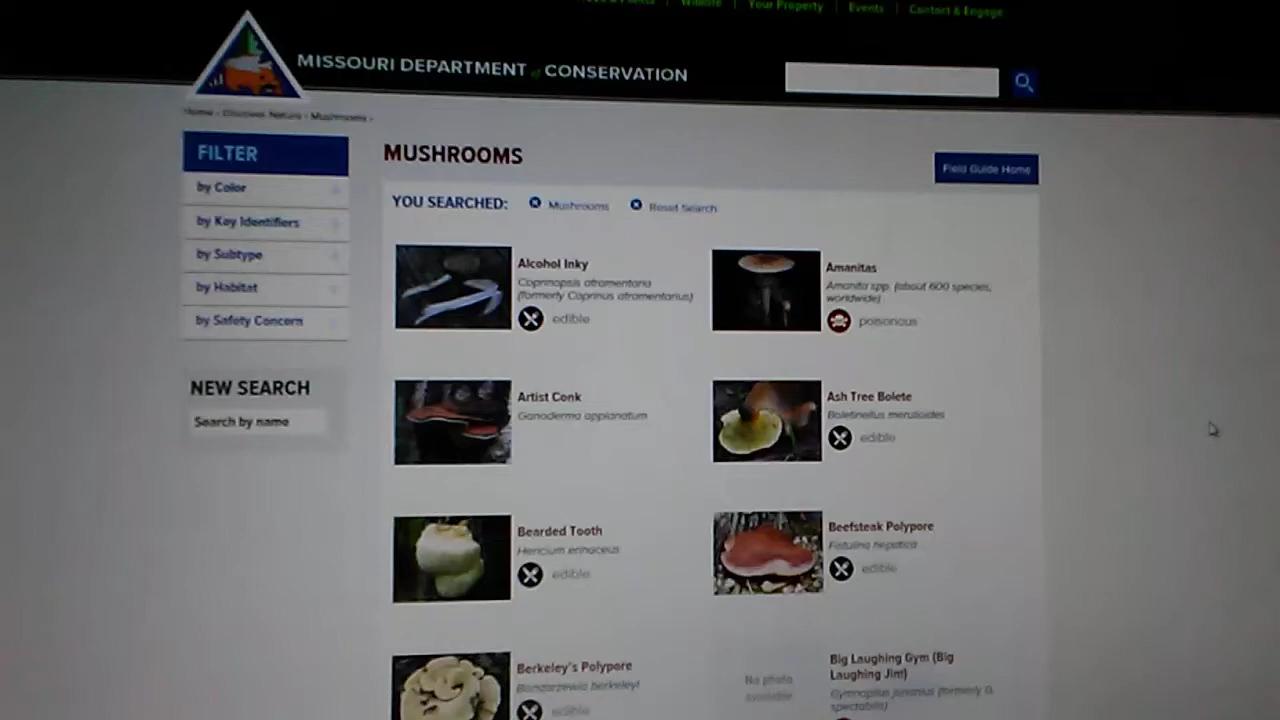 Wildlife | Your Property | Events | Contact & Engage
MISSOURI DEPARTMENT of CONSERVATION
Home » Discover Nature » Mushrooms »
FILTER
by Color
by Key Identifiers
by Subtype
by Habitat
by Safety Concern
NEW SEARCH
Search by name
MUSHROOMS
Field Guide Home
YOU SEARCHED: Mushrooms Reset Search
Alcohol Inky
Coprinopsis atramentaria
(formerly Coprinus atramentarius)
edible
Amanitas
Amanita spp. (about 600 species,
worldwide)
poisonous
Artist Conk
Ganoderma applanatum
Ash Tree Bolete
Boletinellus merulioides
edible
Bearded Tooth
Hericium erinaceus
edible
Beefsteak Polypore
Fistulina hepatica
edible
Berkeley's Polypore
Bondarzewia berkeleyi
edible
No photo
available
Big Laughing Gym (Big
Laughing Jim)
Gymnopilus junonius (formerly G.
spectabilis)